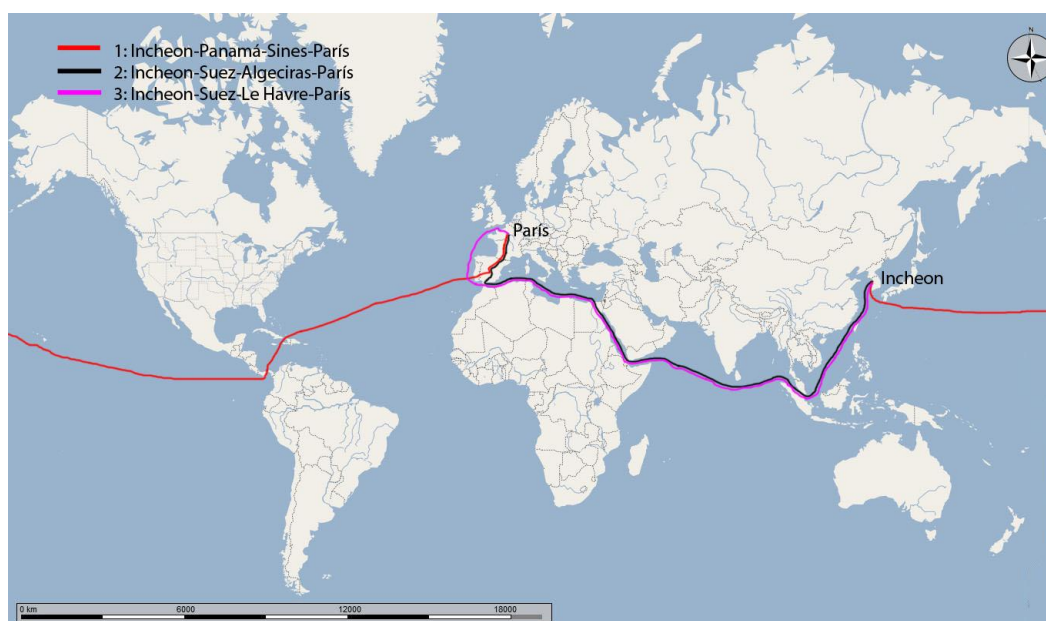 1: Incheon-Panamá-Sines-París
2: Incheon-Suez-Algeciras-París
3: Incheon-Suez-Le Havre-París
N
París
Incheon
0 km 6000 12000 18000